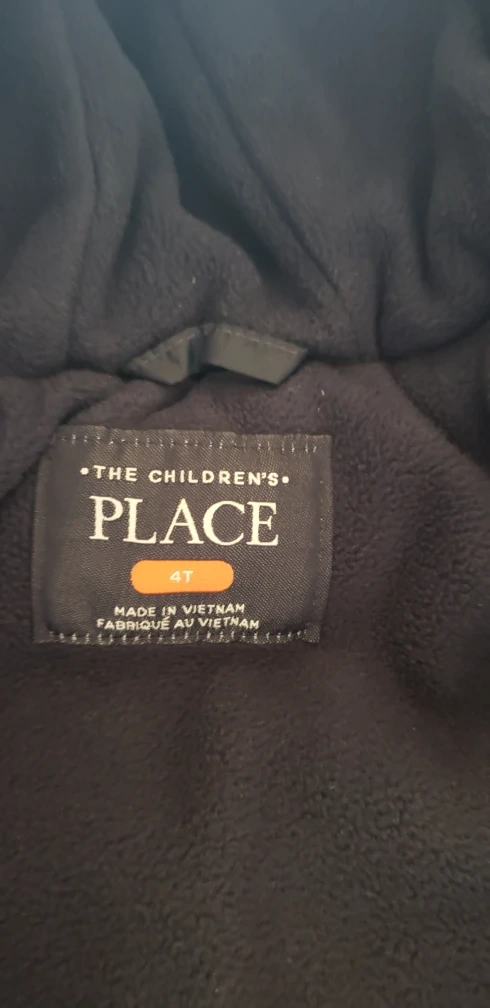 •THE CHILDREN'S•
PLACE
4T
MADE IN VIETNAM
FABRIQUÉ AU VIETNAM